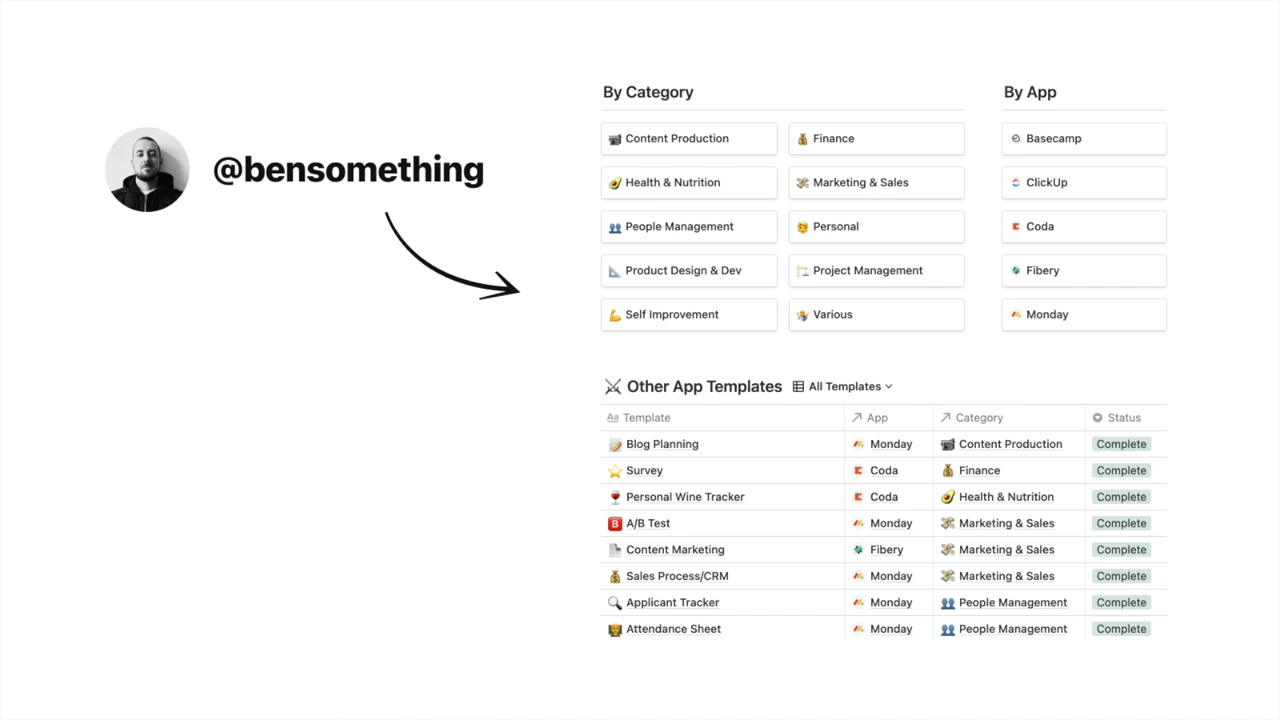 @bensomething
By Category
Content Production
Finance
Health & Nutrition
Marketing & Sales
People Management
Personal
Product Design & Dev
Project Management
Self Improvement
Various
By App
Basecamp
ClickUp
Coda
Fibery
Monday
Other App Templates All Templates
Aa Template App Category Status
Blog Planning Monday Content Production Complete
Survey Coda Finance Complete
Personal Wine Tracker Coda Health & Nutrition Complete
B A/B Test Monday Marketing & Sales Complete
Content Marketing Fibery Marketing & Sales Complete
Sales Process/CRM Monday Marketing & Sales Complete
Applicant Tracker Monday People Management Complete
Attendance Sheet Monday People Management Complete